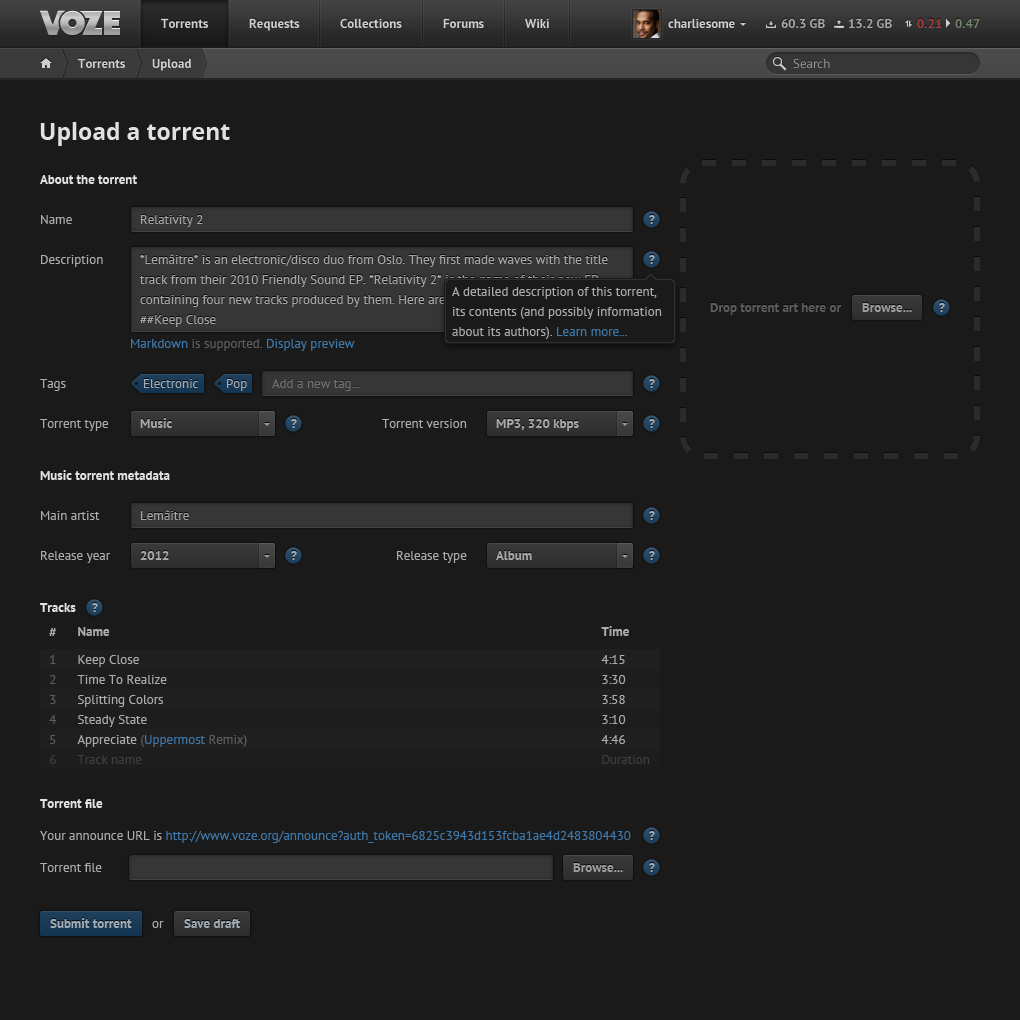 VOZE Torrents Requests Collections Forums Wiki charliesome 60.3 GB 13.2 GB 0.21 0.47
Torrents Upload Search
Upload a torrent
About the torrent
Name Relativity 2 ?
Description *Lemâitre* is an electronic/disco duo from Oslo. They first made waves with the title ?
track from their 2010 Friendly Sound EP. *Relativity 2* is the name of their new EP
containing four new tracks produced by them. Here are
##Keep Close
A detailed description of this torrent,
its contents (and possibly information
about its authors). Learn more...
Drop torrent art here or Browse... ?
Markdown is supported. Display preview
Tags Electronic Pop Add a new tag... ?
Torrent type Music ? Torrent version MP3, 320 kbps ?
Music torrent metadata
Main artist Lemâitre ?
Release year 2012 ? Release type Album ?
Tracks ?
# Name Time
1 Keep Close 4:15
2 Time To Realize 3:30
3 Splitting Colors 3:58
4 Steady State 3:10
5 Appreciate (Uppermost Remix) 4:46
6 Track name Duration
Torrent file
Your announce URL is http://www.voze.org/announce?auth_token=6825c3943d153fcba1ae4d2483804430 ?
Torrent file Browse... ?
Submit torrent or Save draft